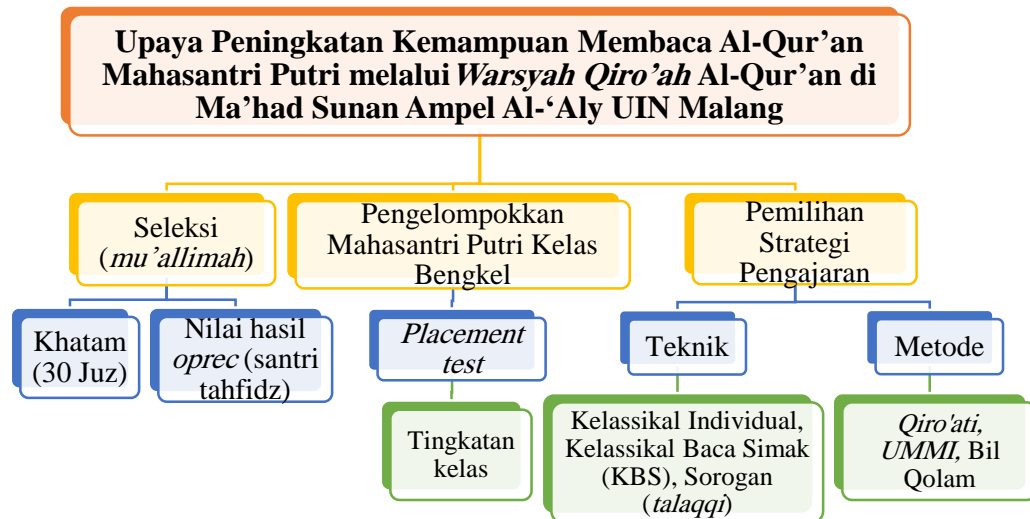 Upaya Peningkatan Kemampuan Membaca Al-Qur’an
Mahasantri Putri melalui Warsyah Qiro’ah Al-Qur’an di
Ma’had Sunan Ampel Al-‘Aly UIN Malang
Seleksi
(mu’allimah)
Pengelompokkan
Mahasantri Putri Kelas
Bengkel
Pemilihan
Strategi
Pengajaran
Khatam
(30 Juz)
Nilai hasil
oprec (santri
tahfidz)
Placement
test
Teknik
Metode
Tingkatan
kelas
Kelassikal Individual,
Kelassikal Baca Simak
(KBS), Sorogan
(talaqqi)
Qiro'ati,
UMMI, Bil
Qolam